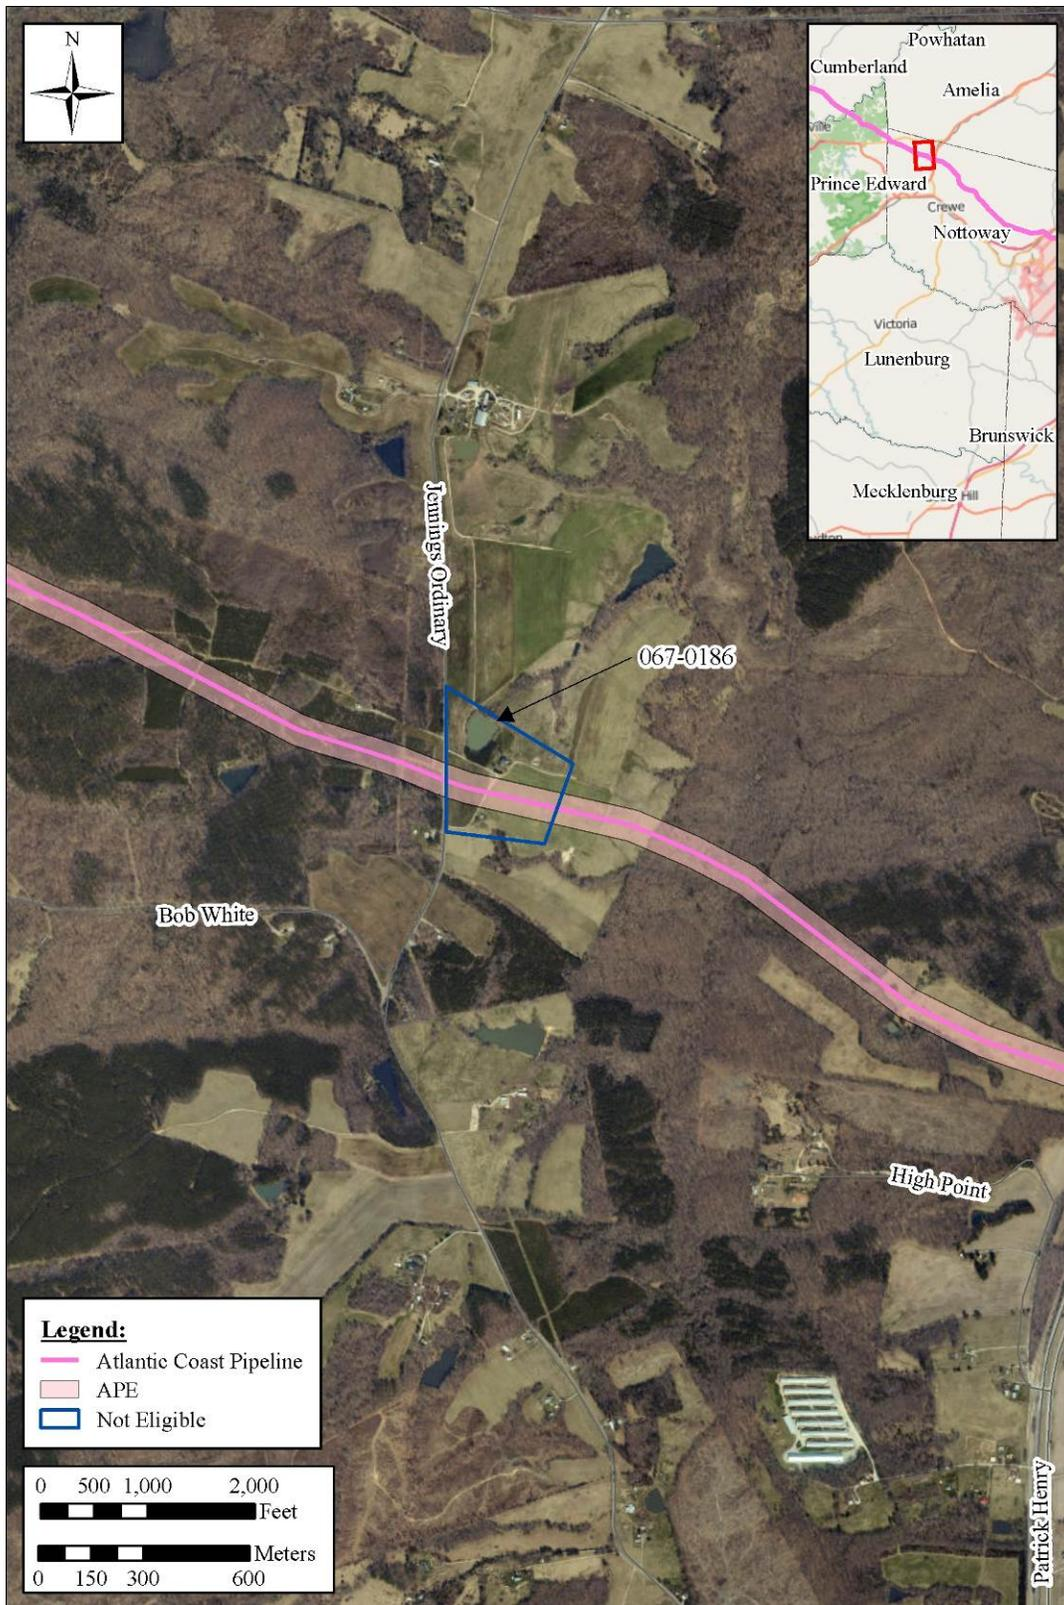 N
Powhatan
Cumberland
Amelia
ville
Prince Edward
Crewe
Nottoway
Victoria
Lunenburg
Brunswick
Mecklenburg
Hill
Jennings Ordinary
067-0186
Bob White
High Point
Patrick Henry
Legend:
Atlantic Coast Pipeline
APE
Not Eligible
0 500 1,000 2,000
Feet
Meters
0 150 300 600